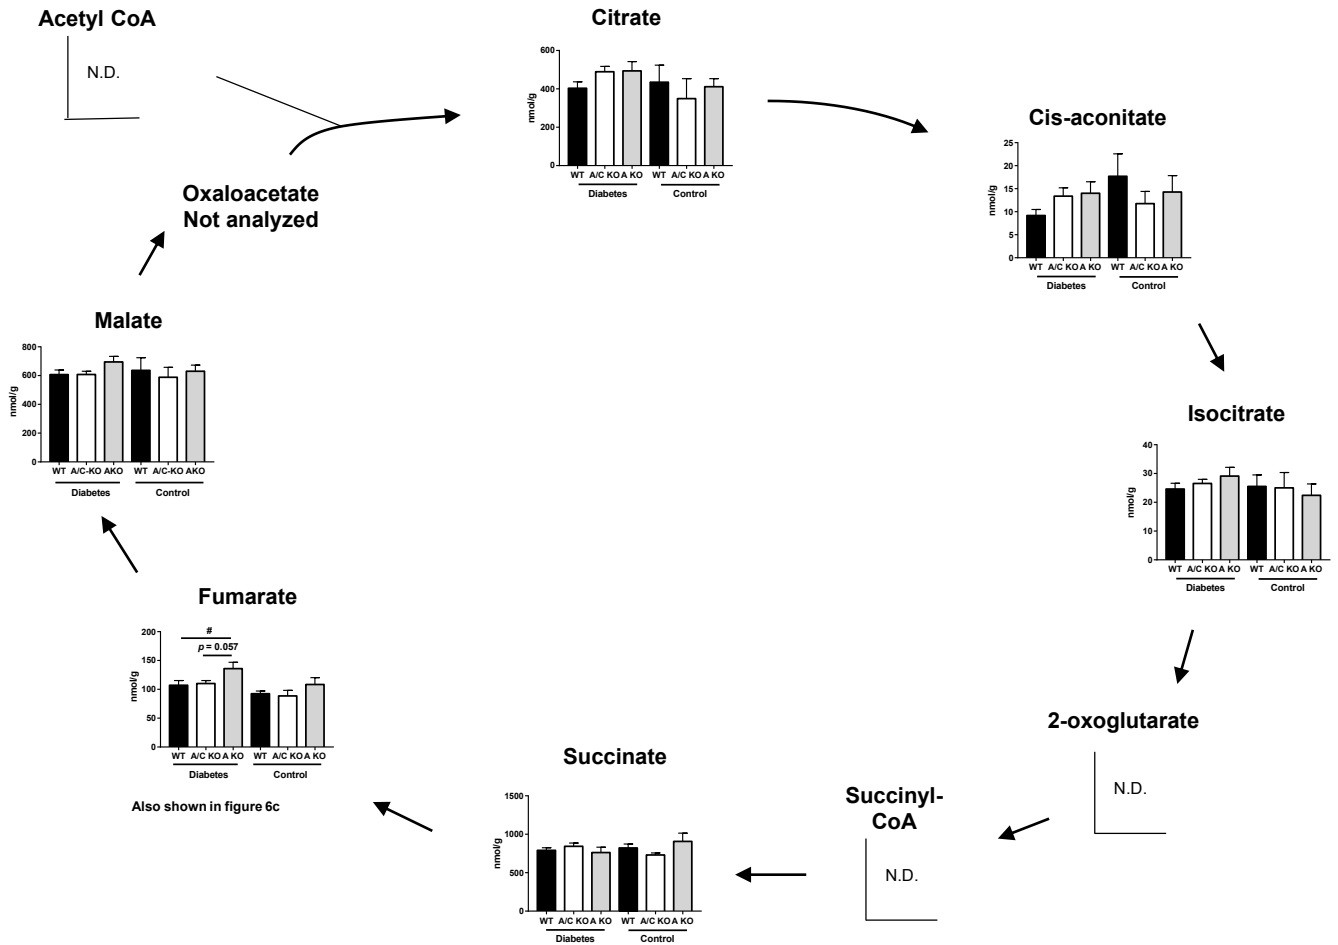 Acetyl CoA
N.D.
Citrate
600
400
200
0
nmol/g
WT A/C KO A KO WT A/C KO A KO
Diabetes Control
Cis-aconitate
25
20
15
10
5
0
nmol/g
WT A/C KO A KO WT A/C KO A KO
Diabetes Control
Isocitrate
40
30
20
10
0
nmol/g
WT A/C KO A KO WT A/C KO A KO
Diabetes Control
2-oxoglutarate
N.D.
Succinyl-
CoA
N.D.
Succinate
1500
1000
500
0
nmol/g
WT A/C KO A KO WT A/C KO A KO
Diabetes Control
Fumarate
200
150
100
50
0
nmol/g
#
p = 0.057
WT A/C KO A KO WT A/C KO A KO
Diabetes Control
Also shown in figure 6c
Malate
800
600
400
200
0
nmol/g
WT A/C-KO AKO WT A/C-KO AKO
Diabetes Control
Oxaloacetate
Not analyzed